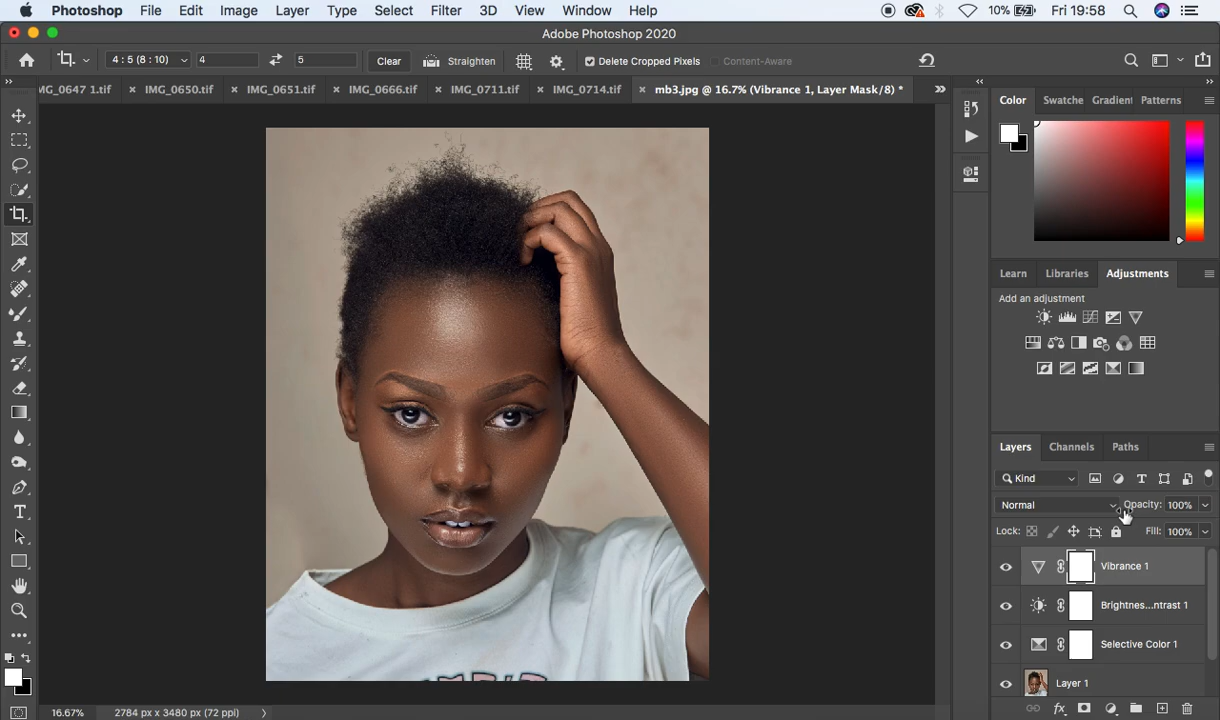 Photoshop File Edit Image Layer Type Select Filter 3D View Window Help 10% Fri 19:58
Adobe Photoshop 2020
4 : 5 (8 : 10) 4 5 Clear Straighten Delete Cropped Pixels Content-Aware
MG_0647 1.tif × IMG_0650.tif × IMG_0651.tif × IMG_0666.tif × IMG_0711.tif × IMG_0714.tif × mb3.jpg @ 16.7% (Vibrance 1, Layer Mask/8) *
Color Swatche Gradient Patterns
Learn Libraries Adjustments
Add an adjustment
Layers Channels Paths
Kind
Normal Opacity: 100%
Lock: Fill: 100%
Vibrance 1
Brightnes...ntrast 1
Selective Color 1
Layer 1
16.67% 2784 px x 3480 px (72 ppi)